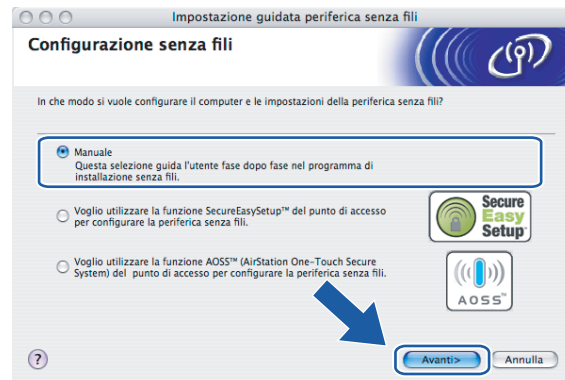 Impostazione guidata periferica senza fili
Configurazione senza fili
In che modo si vuole configurare il computer e le impostazioni della periferica senza fili?
Manuale
Questa selezione guida l'utente fase dopo fase nel programma di
installazione senza fili.
Voglio utilizzare la funzione SecureEasySetup™ del punto di accesso
per configurare la periferica senza fili.
Secure
Easy
Setup
Voglio utilizzare la funzione AOSS™ (AirStation One-Touch Secure
System) del punto di accesso per configurare la periferica senza fili.
AOSS™
?
Avanti>
Annulla